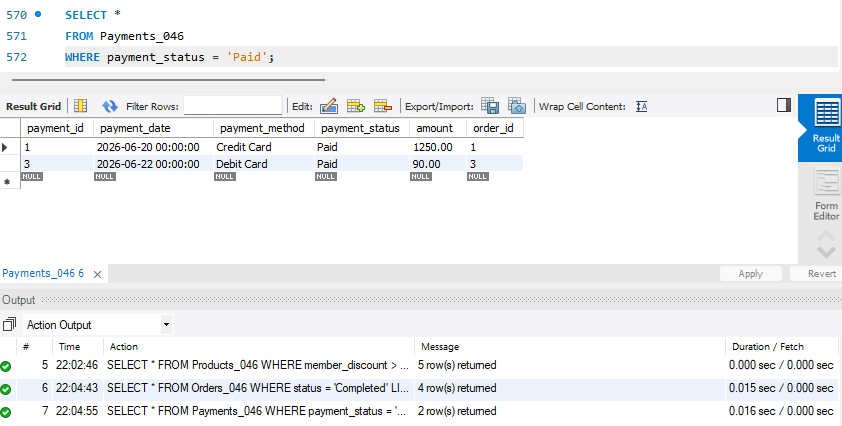 570 SELECT *
571 FROM Payments_046
572 WHERE payment_status = 'Paid';
Result Grid Filter Rows: Edit: Export/Import: Wrap Cell Content: IA
payment_id payment_date payment_method payment_status amount order_id
1 2026-06-20 00:00:00 Credit Card Paid 1250.00 1
3 2026-06-22 00:00:00 Debit Card Paid 90.00 3
NULL NULL NULL NULL NULL NULL
Result
Grid
Form
Editor
Payments_046 6 Apply Revert
Output
Action Output
# Time Action Message Duration / Fetch
5 22:02:46 SELECT * FROM Products_046 WHERE member_discount > ... 5 row(s) returned 0.000 sec / 0.000 sec
6 22:04:43 SELECT * FROM Orders_046 WHERE status = 'Completed' LI... 4 row(s) returned 0.015 sec / 0.000 sec
7 22:04:55 SELECT * FROM Payments_046 WHERE payment_status = '... 2 row(s) returned 0.016 sec / 0.000 sec